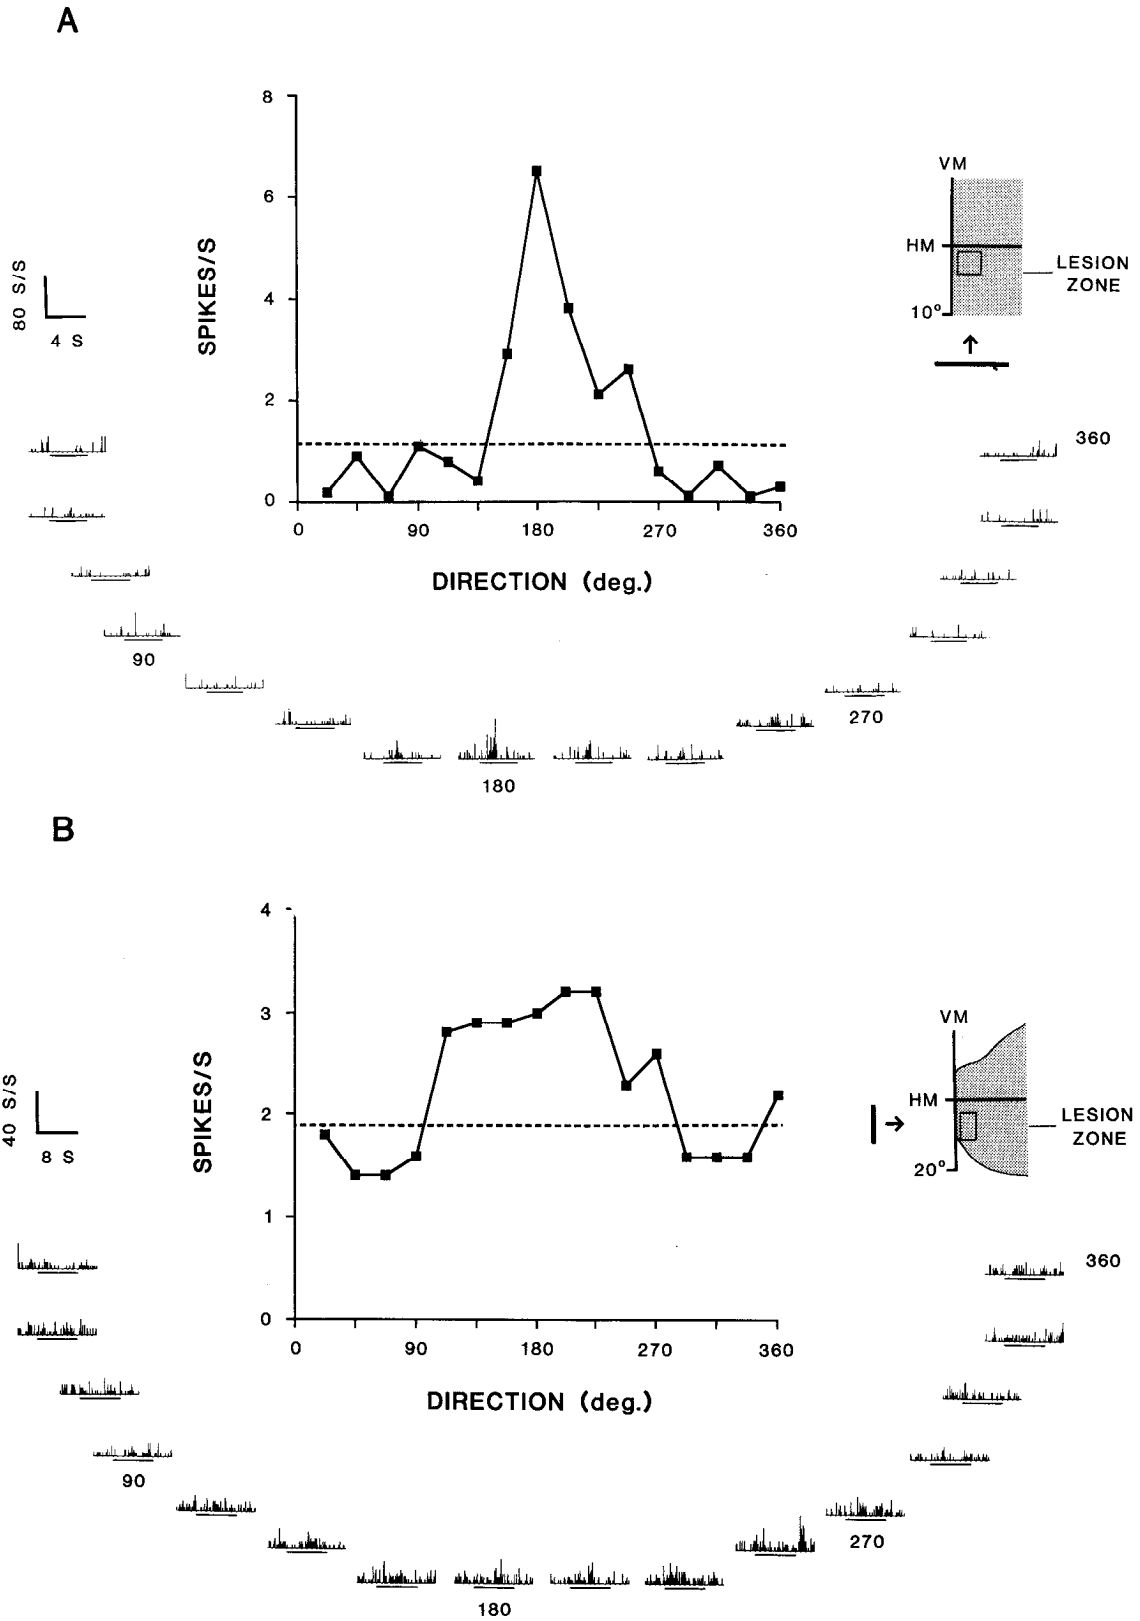 A
8
6
4
2
0
SPIKES/S
0 90 180 270 360
DIRECTION (deg.)
80 S/S
4 S
VM
HM
10°
LESION
ZONE
360
90
270
180
B
4
3
2
1
0
SPIKES/S
0 90 180 270 360
DIRECTION (deg.)
40 S/S
8 S
VM
HM
20°
LESION
ZONE
360
90
270
180